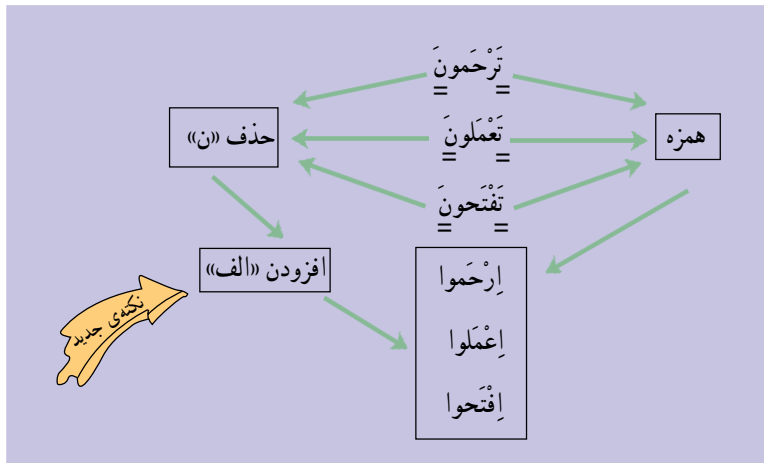 تَرْحَمونَ
همزه
تَعْمَلونَ
حذف «ن»
تَفْتَحونَ
افزودن «الف»
اِرْحَموا
اِعْمَلوا
اِفْتَحوا
نکته‌ی جدید